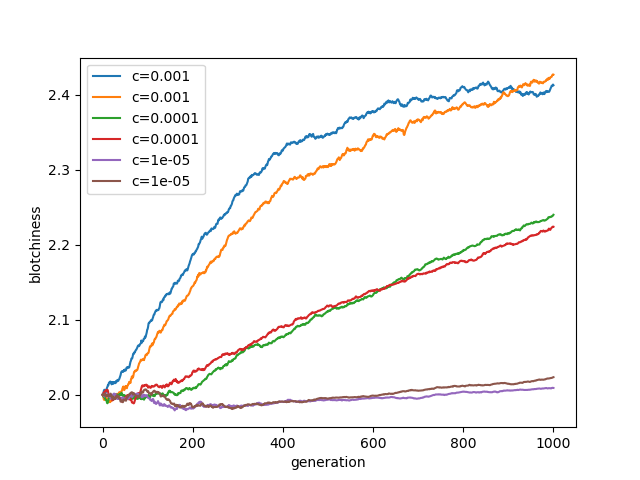 c=0.001
c=0.001
c=0.0001
c=0.0001
c=1e-05
c=1e-05
2.4
2.3
2.2
2.1
2.0
blotchiness
0 200 400 600 800 1000
generation